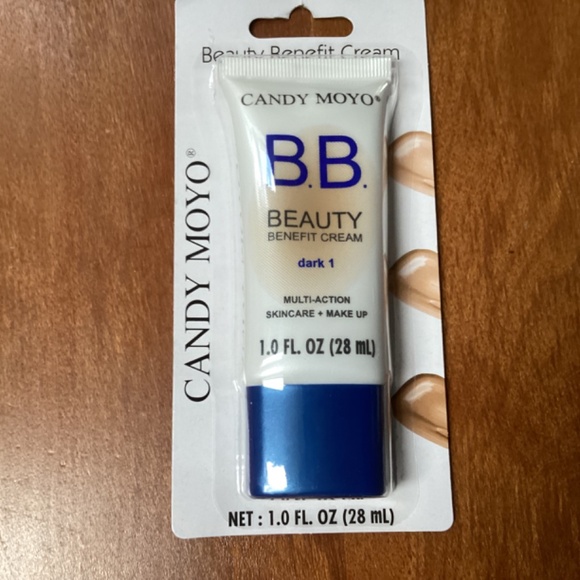 Beauty Benefit Cream
CANDY MOYO®
CANDY MOYO®
B.B.
BEAUTY
BENEFIT CREAM
dark 1
MULTI-ACTION
SKINCARE + MAKE UP
1.0 FL. OZ (28 mL)
NET : 1.0 FL. OZ (28 mL)